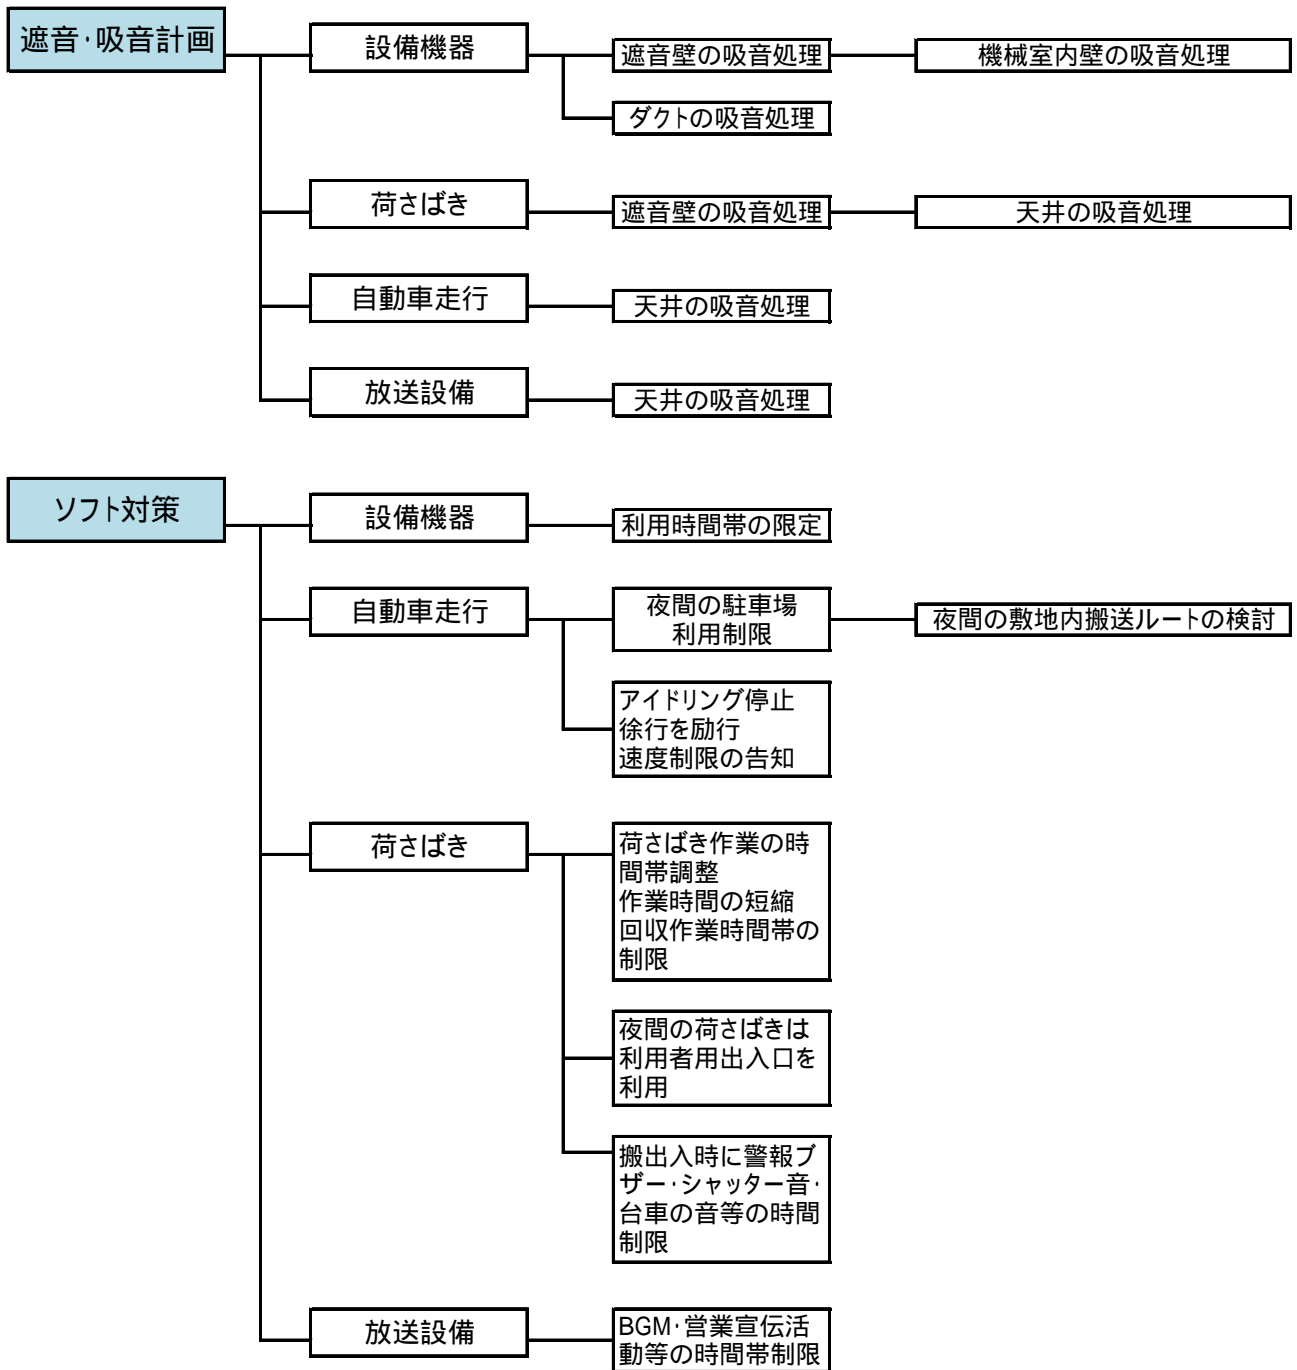 遮音・吸音計画
設備機器
遮音壁の吸音処理
機械室内壁の吸音処理
ダクトの吸音処理
荷さばき
遮音壁の吸音処理
天井の吸音処理
自動車走行
天井の吸音処理
放送設備
天井の吸音処理
ソフト対策
設備機器
利用時間帯の限定
自動車走行
夜間の駐車場
利用制限
夜間の敷地内搬送ルートの検討
アイドリング停止
徐行を励行
速度制限の告知
荷さばき
荷さばき作業の時
間帯調整
作業時間の短縮
回収作業時間帯の
制限
夜間の荷さばきは
利用者用出入口を
利用
搬出入時に警報ブ
ザー・シャッター音・
台車の音等の時間
制限
放送設備
BGM・営業宣伝活
動等の時間帯制限